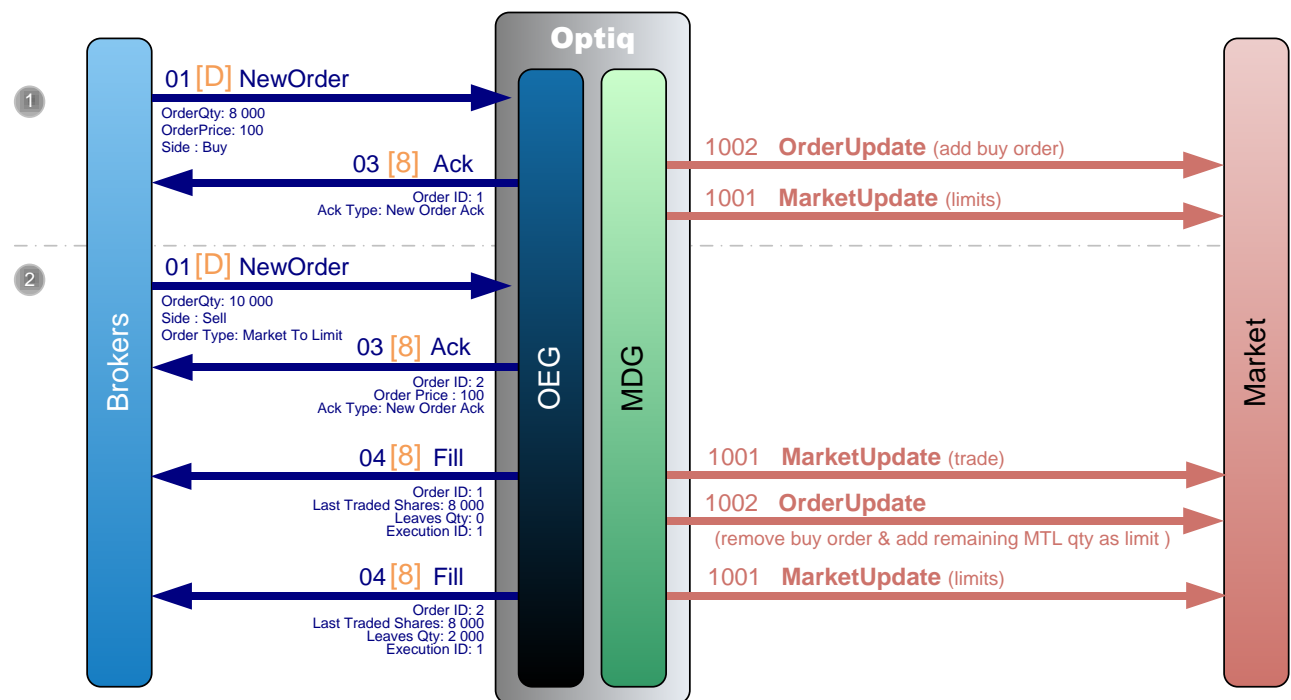 Optiq
1
01 [D] NewOrder
OrderQty: 8 000
OrderPrice: 100
Side : Buy
03 [8] Ack
Order ID: 1
Ack Type: New Order Ack
1002 OrderUpdate (add buy order)
1001 MarketUpdate (limits)
2
01 [D] NewOrder
OrderQty: 10 000
Side : Sell
Order Type: Market To Limit
03 [8] Ack
Order ID: 2
Order Price : 100
Ack Type: New Order Ack
Brokers
OEG
MDG
Market
04 [8] Fill
Order ID: 1
Last Traded Shares: 8 000
Leaves Qty: 0
Execution ID: 1
1001 MarketUpdate (trade)
1002 OrderUpdate
(remove buy order & add remaining MTL qty as limit )
04 [8] Fill
Order ID: 2
Last Traded Shares: 8 000
Leaves Qty: 2 000
Execution ID: 1
1001 MarketUpdate (limits)